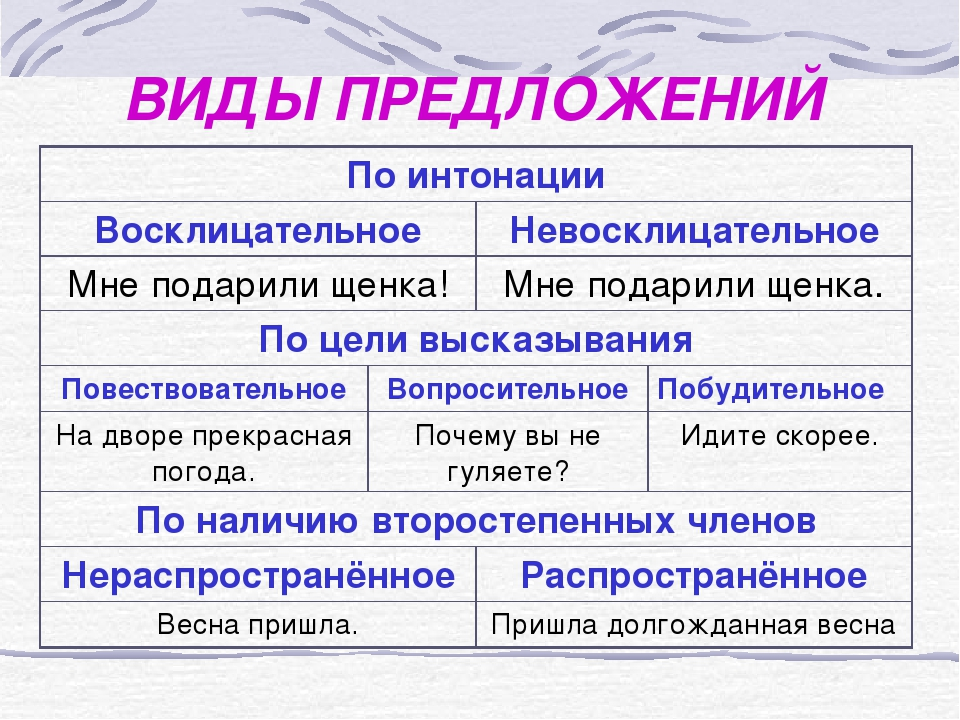 ВИДЫ ПРЕДЛОЖЕНИЙ
По интонации
Восклицательное Невосклицательное
Мне подарили щенка! Мне подарили щенка.
По цели высказывания
Повествовательное Вопросительное Побудительное
На дворе прекрасная погода.
Почему вы не гуляете?
Идите скорее.
По наличию второстепенных членов
Нераспространённое Распространённое
Весна пришла. Пришла долгожданная весна